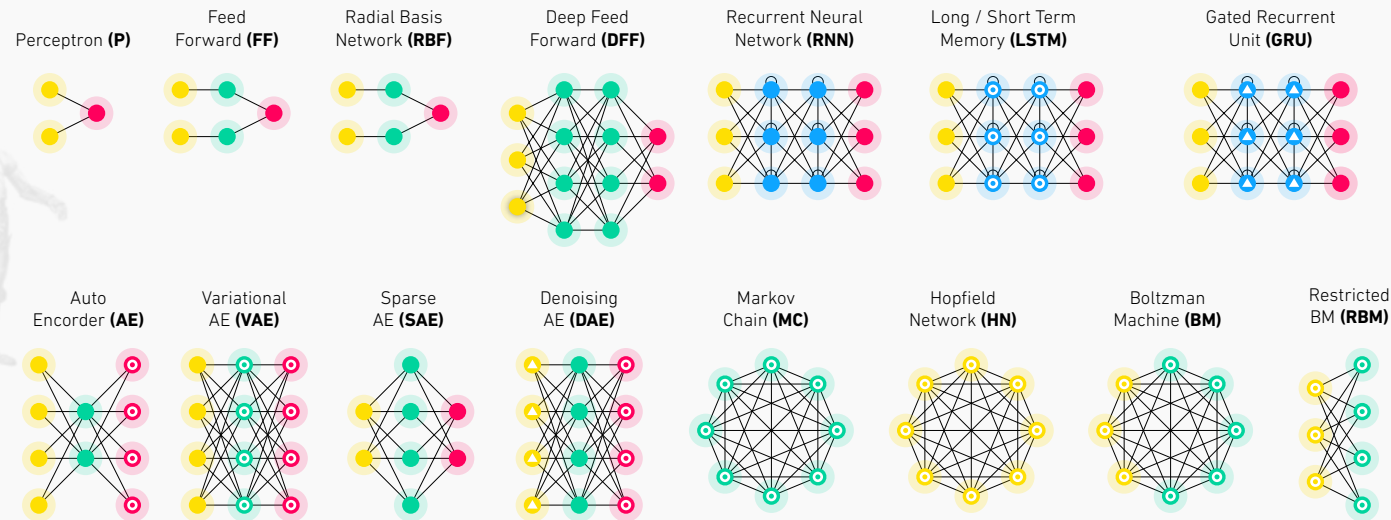 Perceptron (P)
Feed
Forward (FF)
Radial Basis
Network (RBF)
Deep Feed
Forward (DFF)
Recurrent Neural
Network (RNN)
Long / Short Term
Memory (LSTM)
Gated Recurrent
Unit (GRU)
Auto
Encorder (AE)
Variational
AE (VAE)
Sparse
AE (SAE)
Denoising
AE (DAE)
Markov
Chain (MC)
Hopfield
Network (HN)
Boltzman
Machine (BM)
Restricted
BM (RBM)